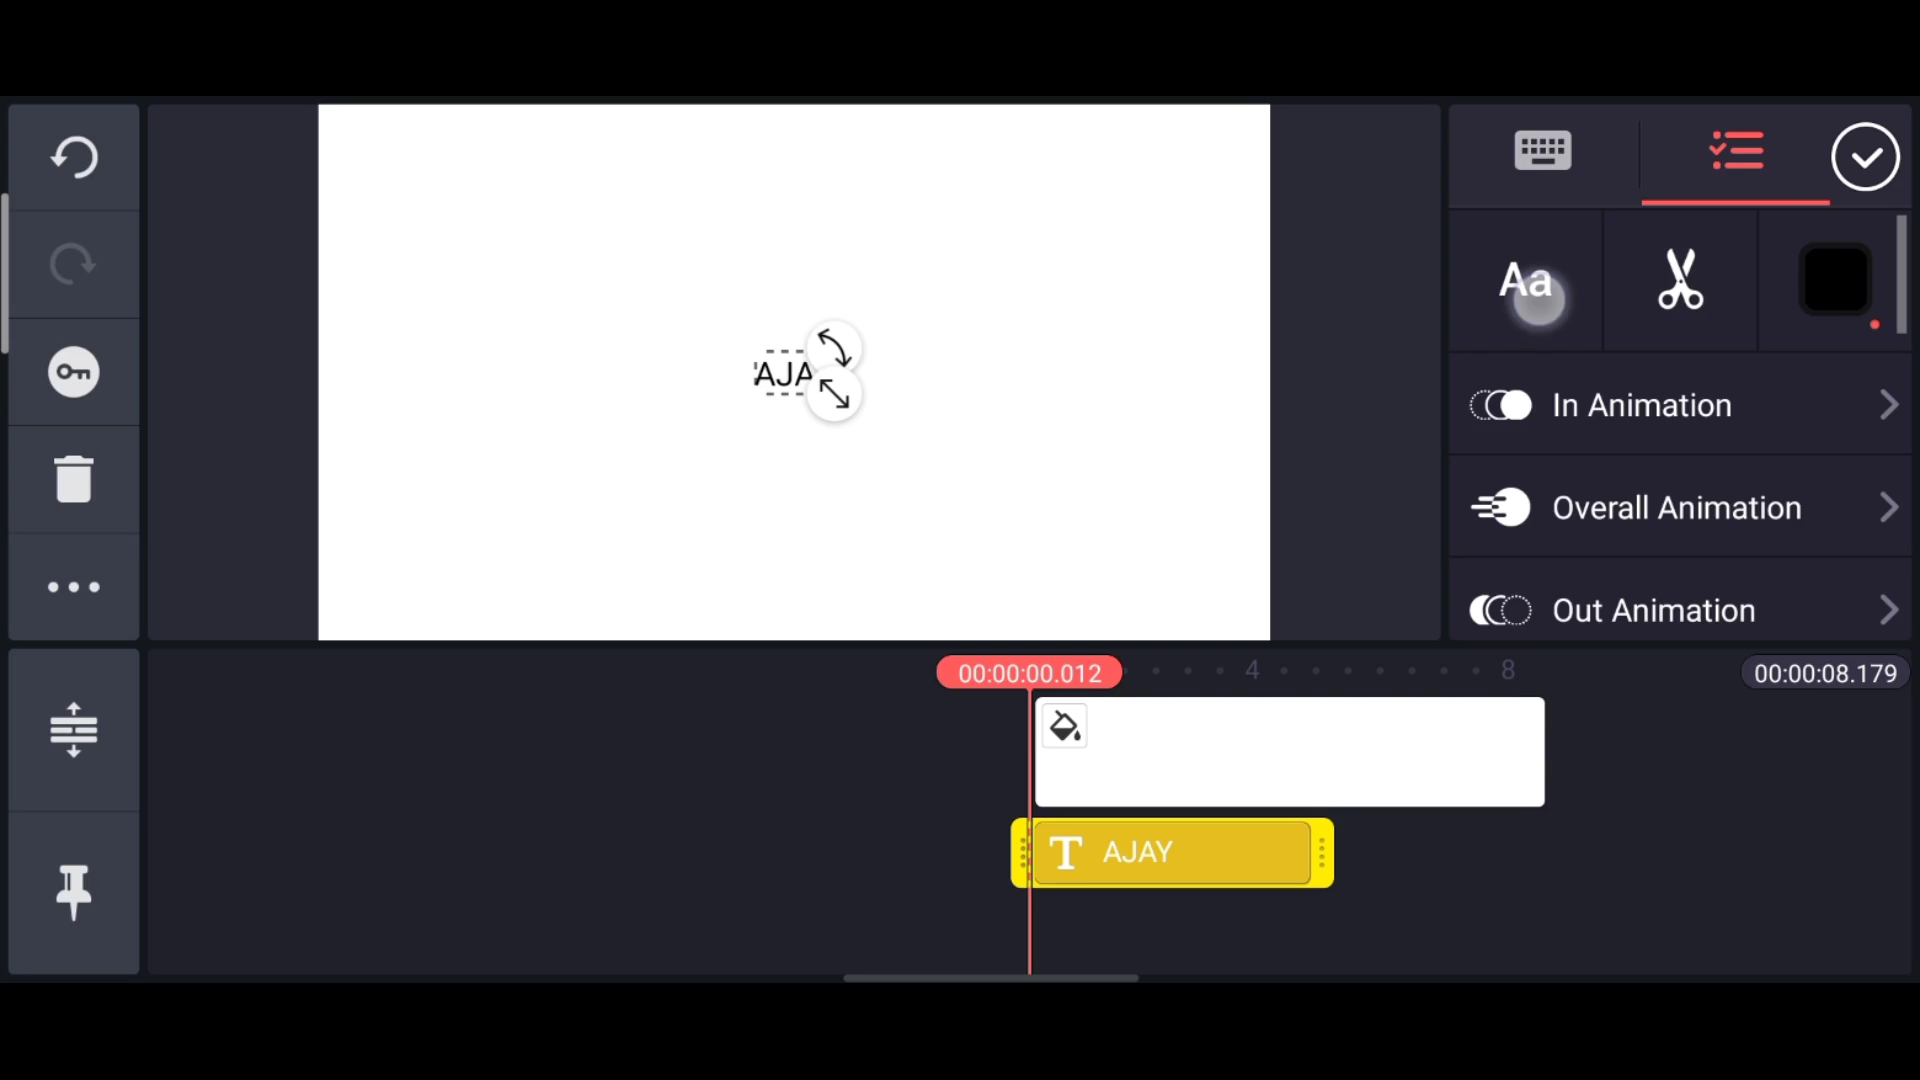 AJA
Aa
In Animation
Overall Animation
Out Animation
00:00:00.012
4
8
00:00:08.179
T AJAY